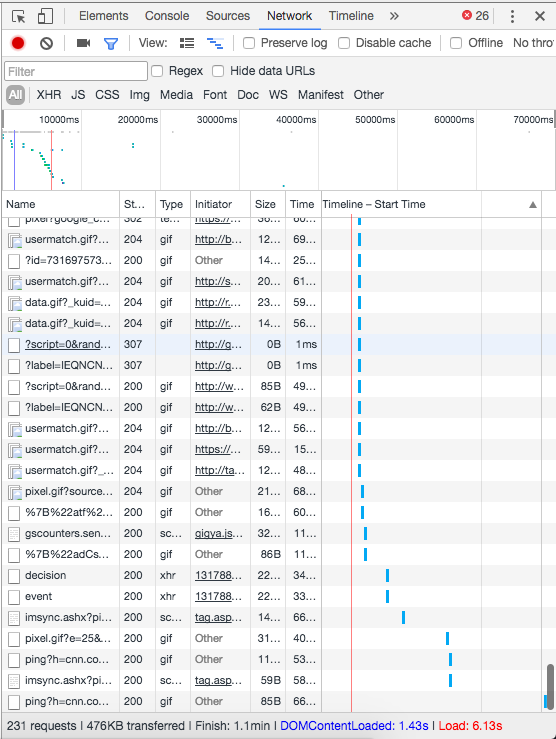 Elements Console Sources Network Timeline » 26
View: Preserve log Disable cache Offline No thro
Filter Regex Hide data URLs
All XHR JS CSS Img Media Font Doc WS Manifest Other
10000ms 20000ms 30000ms 40000ms 50000ms 60000ms 70000ms
Name St... Type Initiator Size Time Timeline – Start Time
pixel?google_c... 302 te... https://... 36... 60...
usermatch.gif?... 204 gif http://b... 12... 69...
?id=731697573... 200 gif Other 14... 25...
usermatch.gif?... 204 gif http://s... 20... 61...
data.gif?_kuid=... 204 gif http://r... 23... 59...
data.gif?_kuid=... 204 gif http://r... 14... 56...
?script=0&rand... 307 http://g... 0B 1ms
?label=IEQNCN... 307 http://g... 0B 1ms
?script=0&rand... 200 gif http://w... 85B 49...
?label=IEQNCN... 200 gif http://w... 62B 49...
usermatch.gif?... 204 gif http://b... 12... 56...
usermatch.gif?... 204 gif https://... 59... 15...
usermatch.gif?_... 204 gif http://ta... 12... 48...
pixel.gif?source... 204 gif Other 21... 68...
%7B%22atf%2... 200 gif Other 16... 60...
gscounters.sen... 200 sc... gigya.js... 32... 11...
%7B%22adCs... 200 gif Other 86B 11...
decision 200 xhr 131788... 22... 34...
event 200 xhr 131788... 22... 33...
imsync.ashx?pi... 200 sc... tag.asp... 14... 66...
pixel.gif?e=25&... 200 gif Other 31... 40...
ping?h=cnn.co... 200 gif Other 11... 53...
imsync.ashx?pi... 200 sc... tag.asp... 59B 58...
ping?h=cnn.co... 200 gif Other 85B 66...
231 requests | 476KB transferred | Finish: 1.1min | DOMContentLoaded: 1.43s | Load: 6.13s